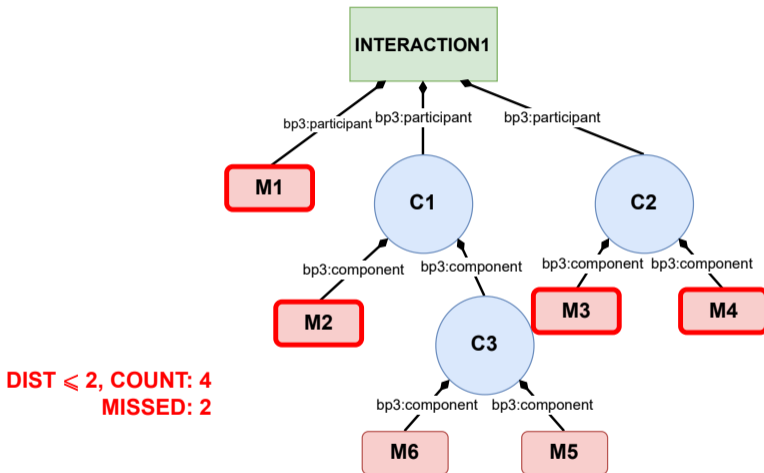 INTERACTION1
bp3:participant
bp3:participant
bp3:participant
M1
C1
C2
bp3:component
bp3:component
bp3:component
bp3:component
M2
M3
M4
C3
DIST ⩽ 2, COUNT: 4
MISSED: 2
bp3:component
bp3:component
M6
M5